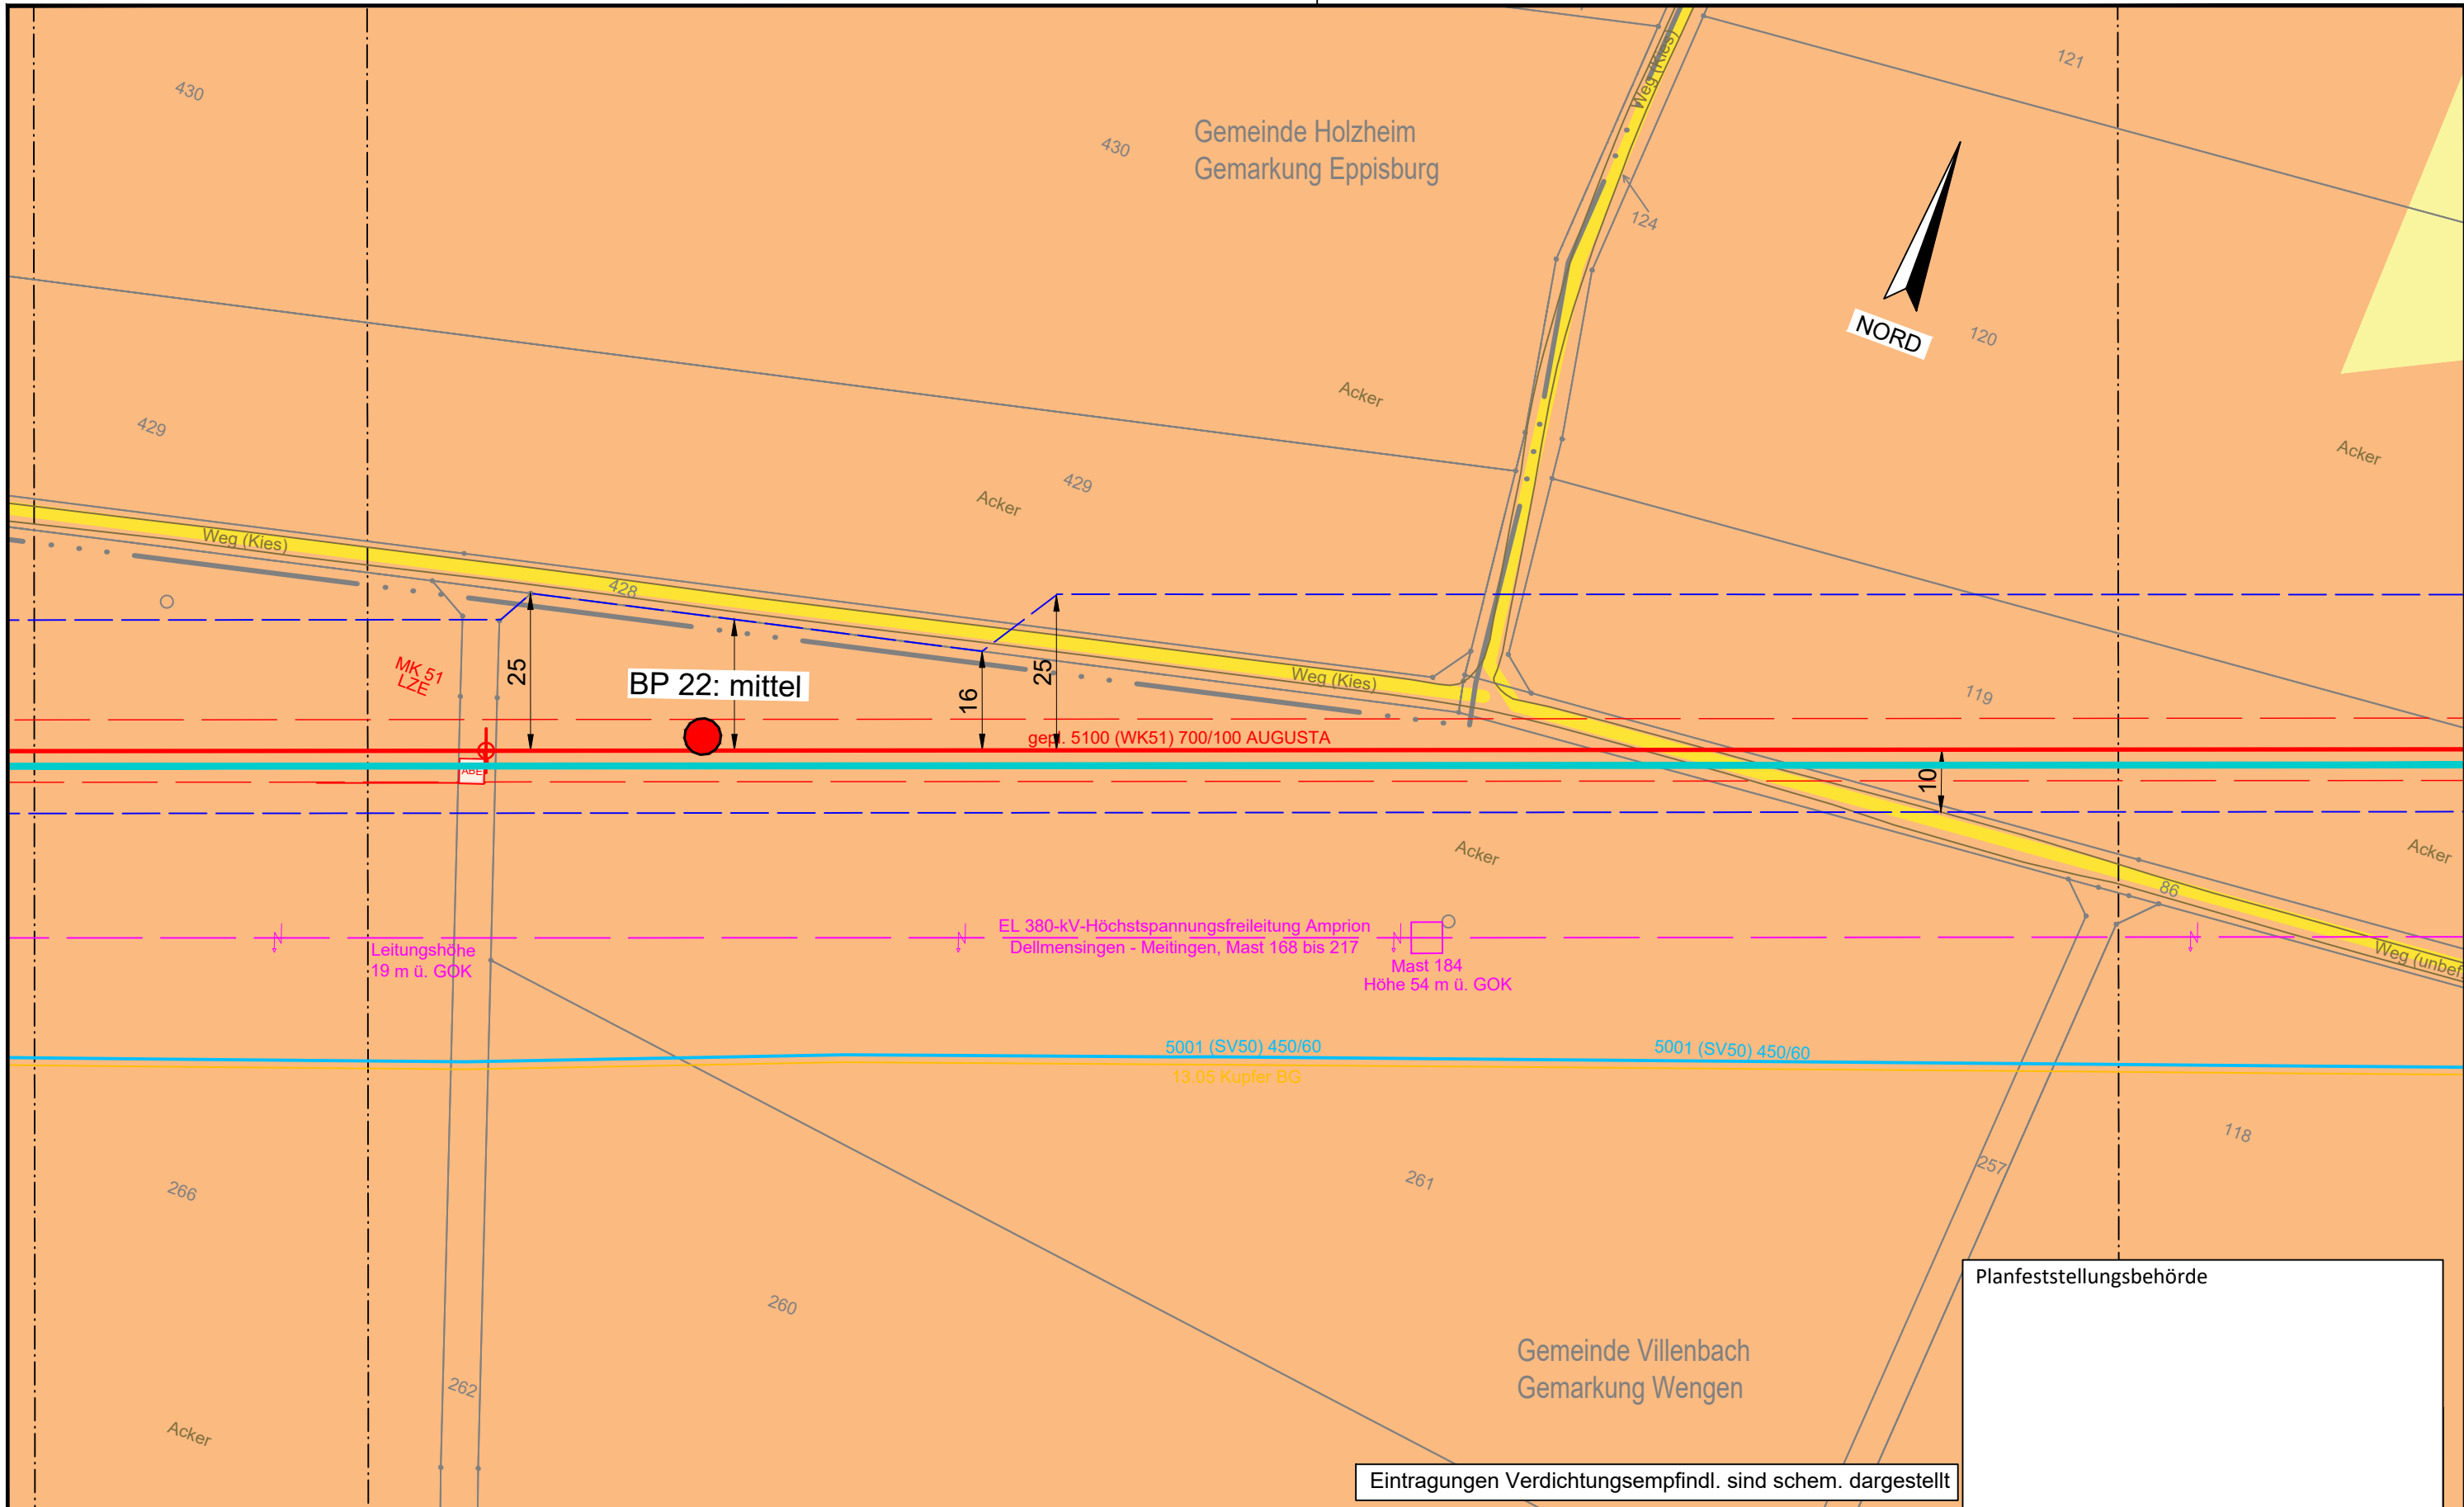 430
121
Weg (Kies)
Gemeinde Holzheim
Gemarkung Eppisburg
430
124
NORD
120
Acker
429
Acker
429
Acker
Weg (Kies)
428
25
MK 51
LZE
BP 22: mittel
16
25
Weg (Kies)
119
gepl. 5100 (WK51) 700/100 AUGUSTA
ABE
10
Acker
Acker
86
EL 380-kV-Höchstspannungsfreileitung Amprion
Dellmensingen - Meitingen, Mast 168 bis 217
Leitungshöhe
19 m ü. GOK
Mast 184
Höhe 54 m ü. GOK
Weg (unbef
5001 (SV50) 450/60
5001 (SV50) 450/60
13.05 Kupfer BG
118
257
261
266
260
Planfeststellungsbehörde
Gemeinde Villenbach
Gemarkung Wengen
262
Acker
Eintragungen Verdichtungsempfindl. sind schem. dargestellt